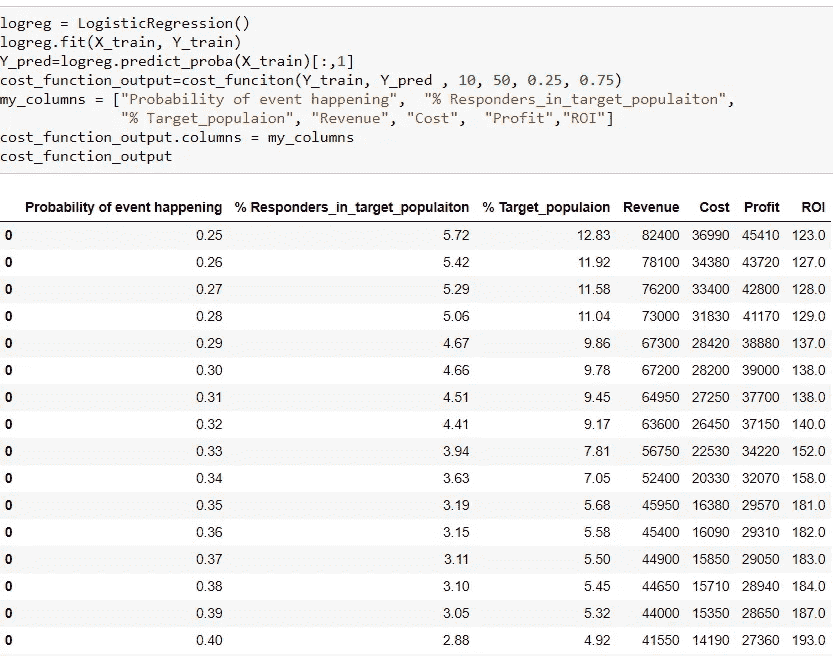 logreg = LogisticRegression()
logreg.fit(X_train, Y_train)
Y_pred=logreg.predict_proba(X_train)[:,1]
cost_function_output=cost_funciton(Y_train, Y_pred , 10, 50, 0.25, 0.75)
my_columns = ["Probability of event happening", "% Responders_in_target_populaiton",
"% Target_populaion", "Revenue", "Cost", "Profit","ROI"]
cost_function_output.columns = my_columns
cost_function_output
Probability of event happening % Responders_in_target_populaiton % Target_populaion Revenue Cost Profit ROI
0 0.25 5.72 12.83 82400 36990 45410 123.0
0 0.26 5.42 11.92 78100 34380 43720 127.0
0 0.27 5.29 11.58 76200 33400 42800 128.0
0 0.28 5.06 11.04 73000 31830 41170 129.0
0 0.29 4.67 9.86 67300 28420 38880 137.0
0 0.30 4.66 9.78 67200 28200 39000 138.0
0 0.31 4.51 9.45 64950 27250 37700 138.0
0 0.32 4.41 9.17 63600 26450 37150 140.0
0 0.33 3.94 7.81 56750 22530 34220 152.0
0 0.34 3.63 7.05 52400 20330 32070 158.0
0 0.35 3.19 5.68 45950 16380 29570 181.0
0 0.36 3.15 5.58 45400 16090 29310 182.0
0 0.37 3.11 5.50 44900 15850 29050 183.0
0 0.38 3.10 5.45 44650 15710 28940 184.0
0 0.39 3.05 5.32 44000 15350 28650 187.0
0 0.40 2.88 4.92 41550 14190 27360 193.0